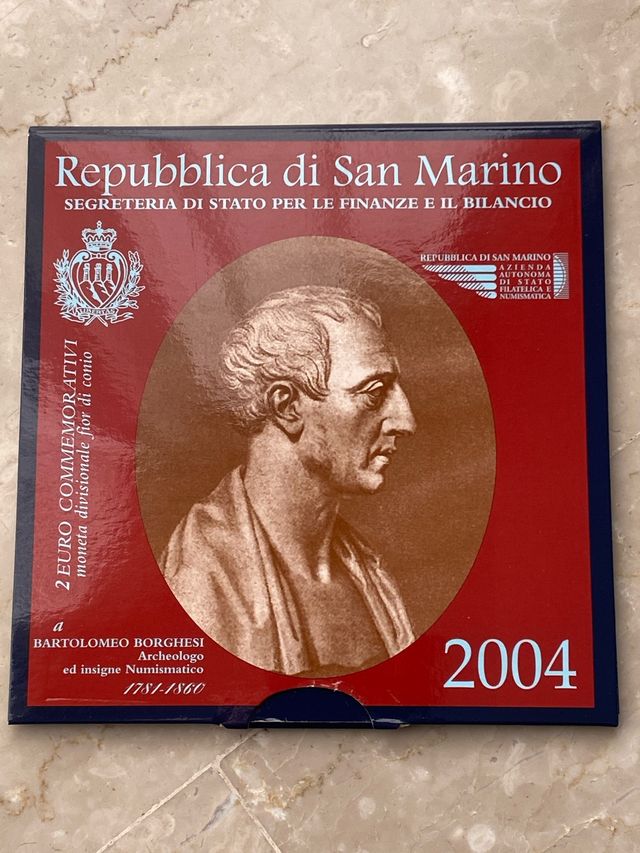 Repubblica di San Marino
SEGRETERIA DI STATO PER LE FINANZE E IL BILANCIO
REPUBBLICA DI SAN MARINO
AZIENDA
AUTONOMA
DI STATO
FILATELICA E
NUMISMATICA
LIBERTAS
2 EURO COMMEMORATIVI
moneta divisionale fior di conio
a
BARTOLOMEO BORGHESI
Archeologo
ed insigne Numismatico
1781-1860
2004